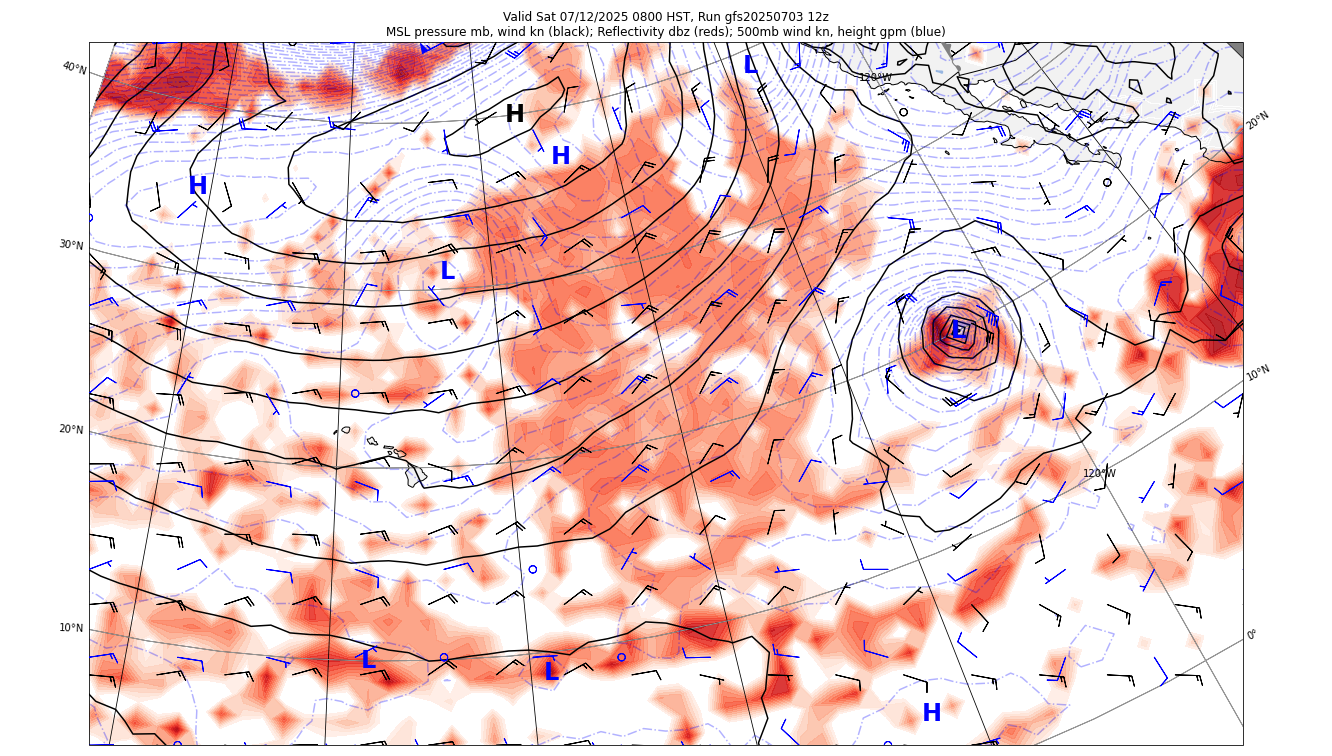 Valid Sat 07/12/2025 0800 HST, Run gfs20250703 12z
MSL pressure mb, wind kn (black); Reflectivity dbz (reds); 500mb wind kn, height gpm (blue)
L
40°N
120°W
H
20°N
H
H
30°N
L
L
10°N
20°N
120°W
10°N
0°
L
L
H